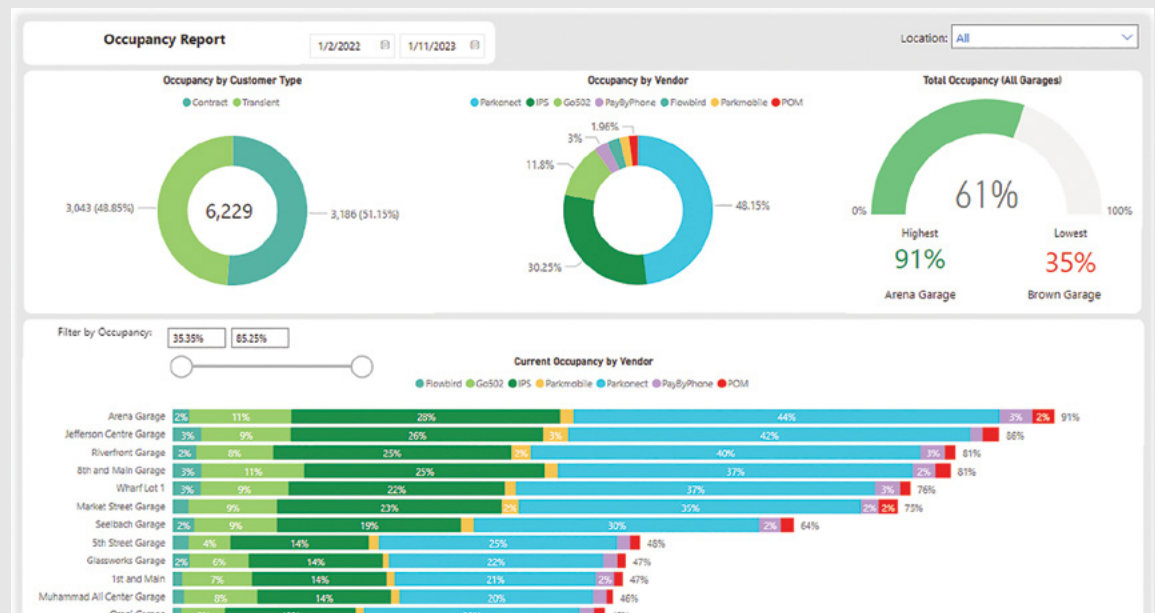 Occupancy Report
1/2/2022
1/11/2023
Location: All
Occupancy by Customer Type
Contract Transient
3,043 (48.85%)
6,229
3,186 (51.15%)
Occupancy by Vendor
Parkonect IPS Go502 PayByPhone Flowbird Parkmobile POM
1.96%
3%
11.8%
48.15%
30.25%
Total Occupancy (All Garages)
61%
0%
100%
Highest
Lowest
91%
35%
Arena Garage
Brown Garage
Filter by Occupancy:
35.35%
85.25%
Current Occupancy by Vendor
Flowbird Go502 IPS Parkmobile Parkonect PayByPhone POM
Arena Garage 2% 11% 28% 44% 3% 2% 91%
Jefferson Centre Garage 3% 9% 26% 3% 42% 86%
Riverfront Garage 2% 8% 25% 2% 40% 3% 81%
8th and Main Garage 3% 11% 25% 37% 2% 81%
Wharf Lot 1 3% 9% 22% 37% 3% 76%
Market Street Garage 9% 23% 2% 35% 2% 2% 75%
Seelbach Garage 2% 9% 19% 30% 2% 64%
5th Street Garage 4% 14% 25% 48%
Glassworks Garage 2% 6% 14% 22% 47%
1st and Main 7% 14% 21% 2% 47%
Muhammad Ali Center Garage 8% 14% 20% 46%